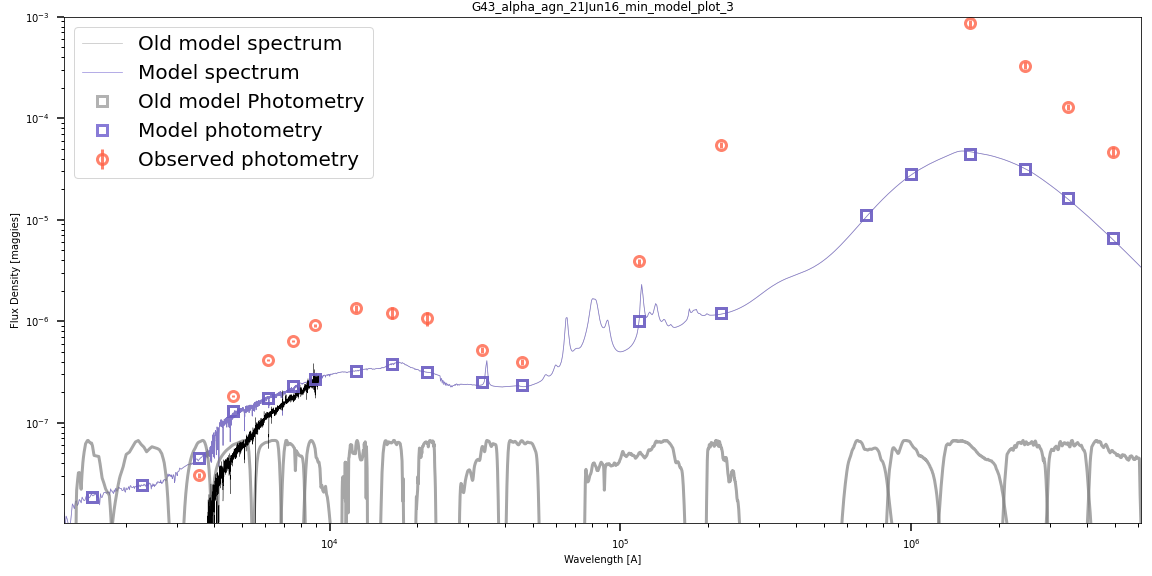 G43_alpha_agn_21Jun16_min_model_plot_3
Old model spectrum
Model spectrum
Old model Photometry
Model photometry
Observed photometry
Flux Density [maggies]
10⁻³
10⁻⁴
10⁻⁵
10⁻⁶
10⁻⁷
10⁴
10⁵
10⁶
Wavelength [A]